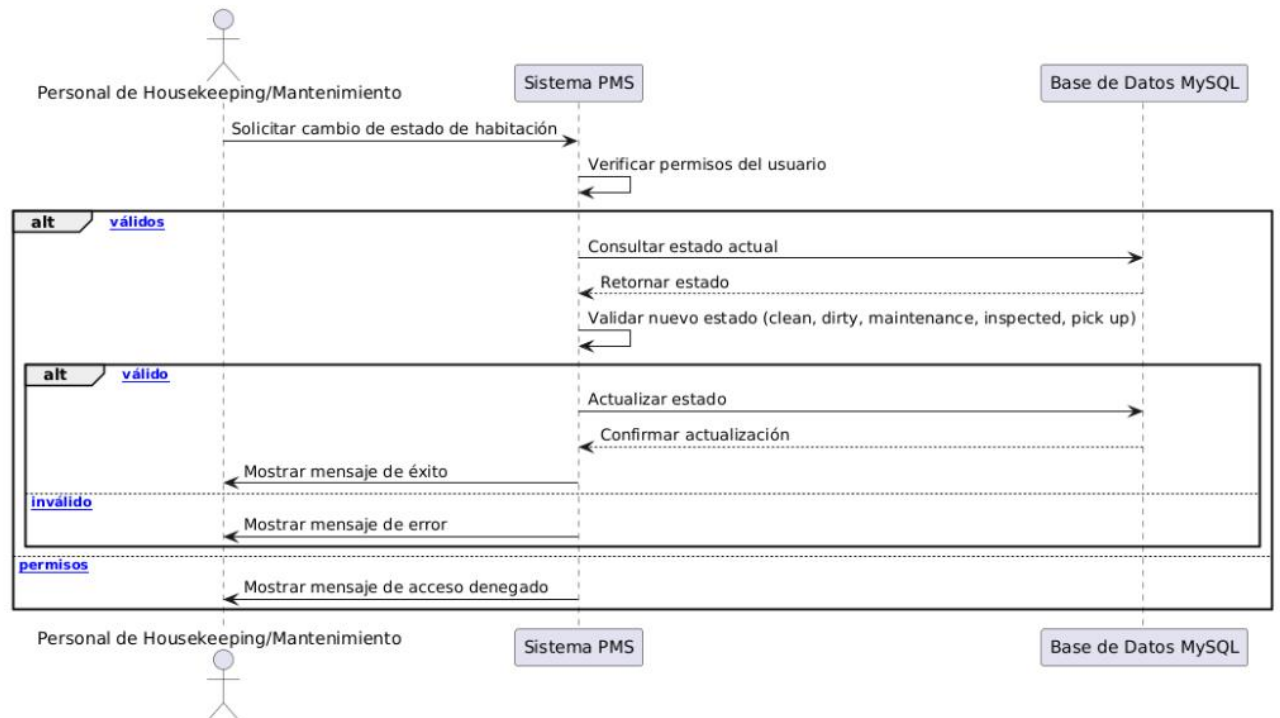 Personal de Housekeeping/Mantenimiento
Sistema PMS
Base de Datos MySQL
Solicitar cambio de estado de habitación
Verificar permisos del usuario
alt
válidos
Consultar estado actual
Retornar estado
Validar nuevo estado (clean, dirty, maintenance, inspected, pick up)
alt
válido
Actualizar estado
Confirmar actualización
Mostrar mensaje de éxito
inválido
Mostrar mensaje de error
permisos
Mostrar mensaje de acceso denegado
Personal de Housekeeping/Mantenimiento
Sistema PMS
Base de Datos MySQL